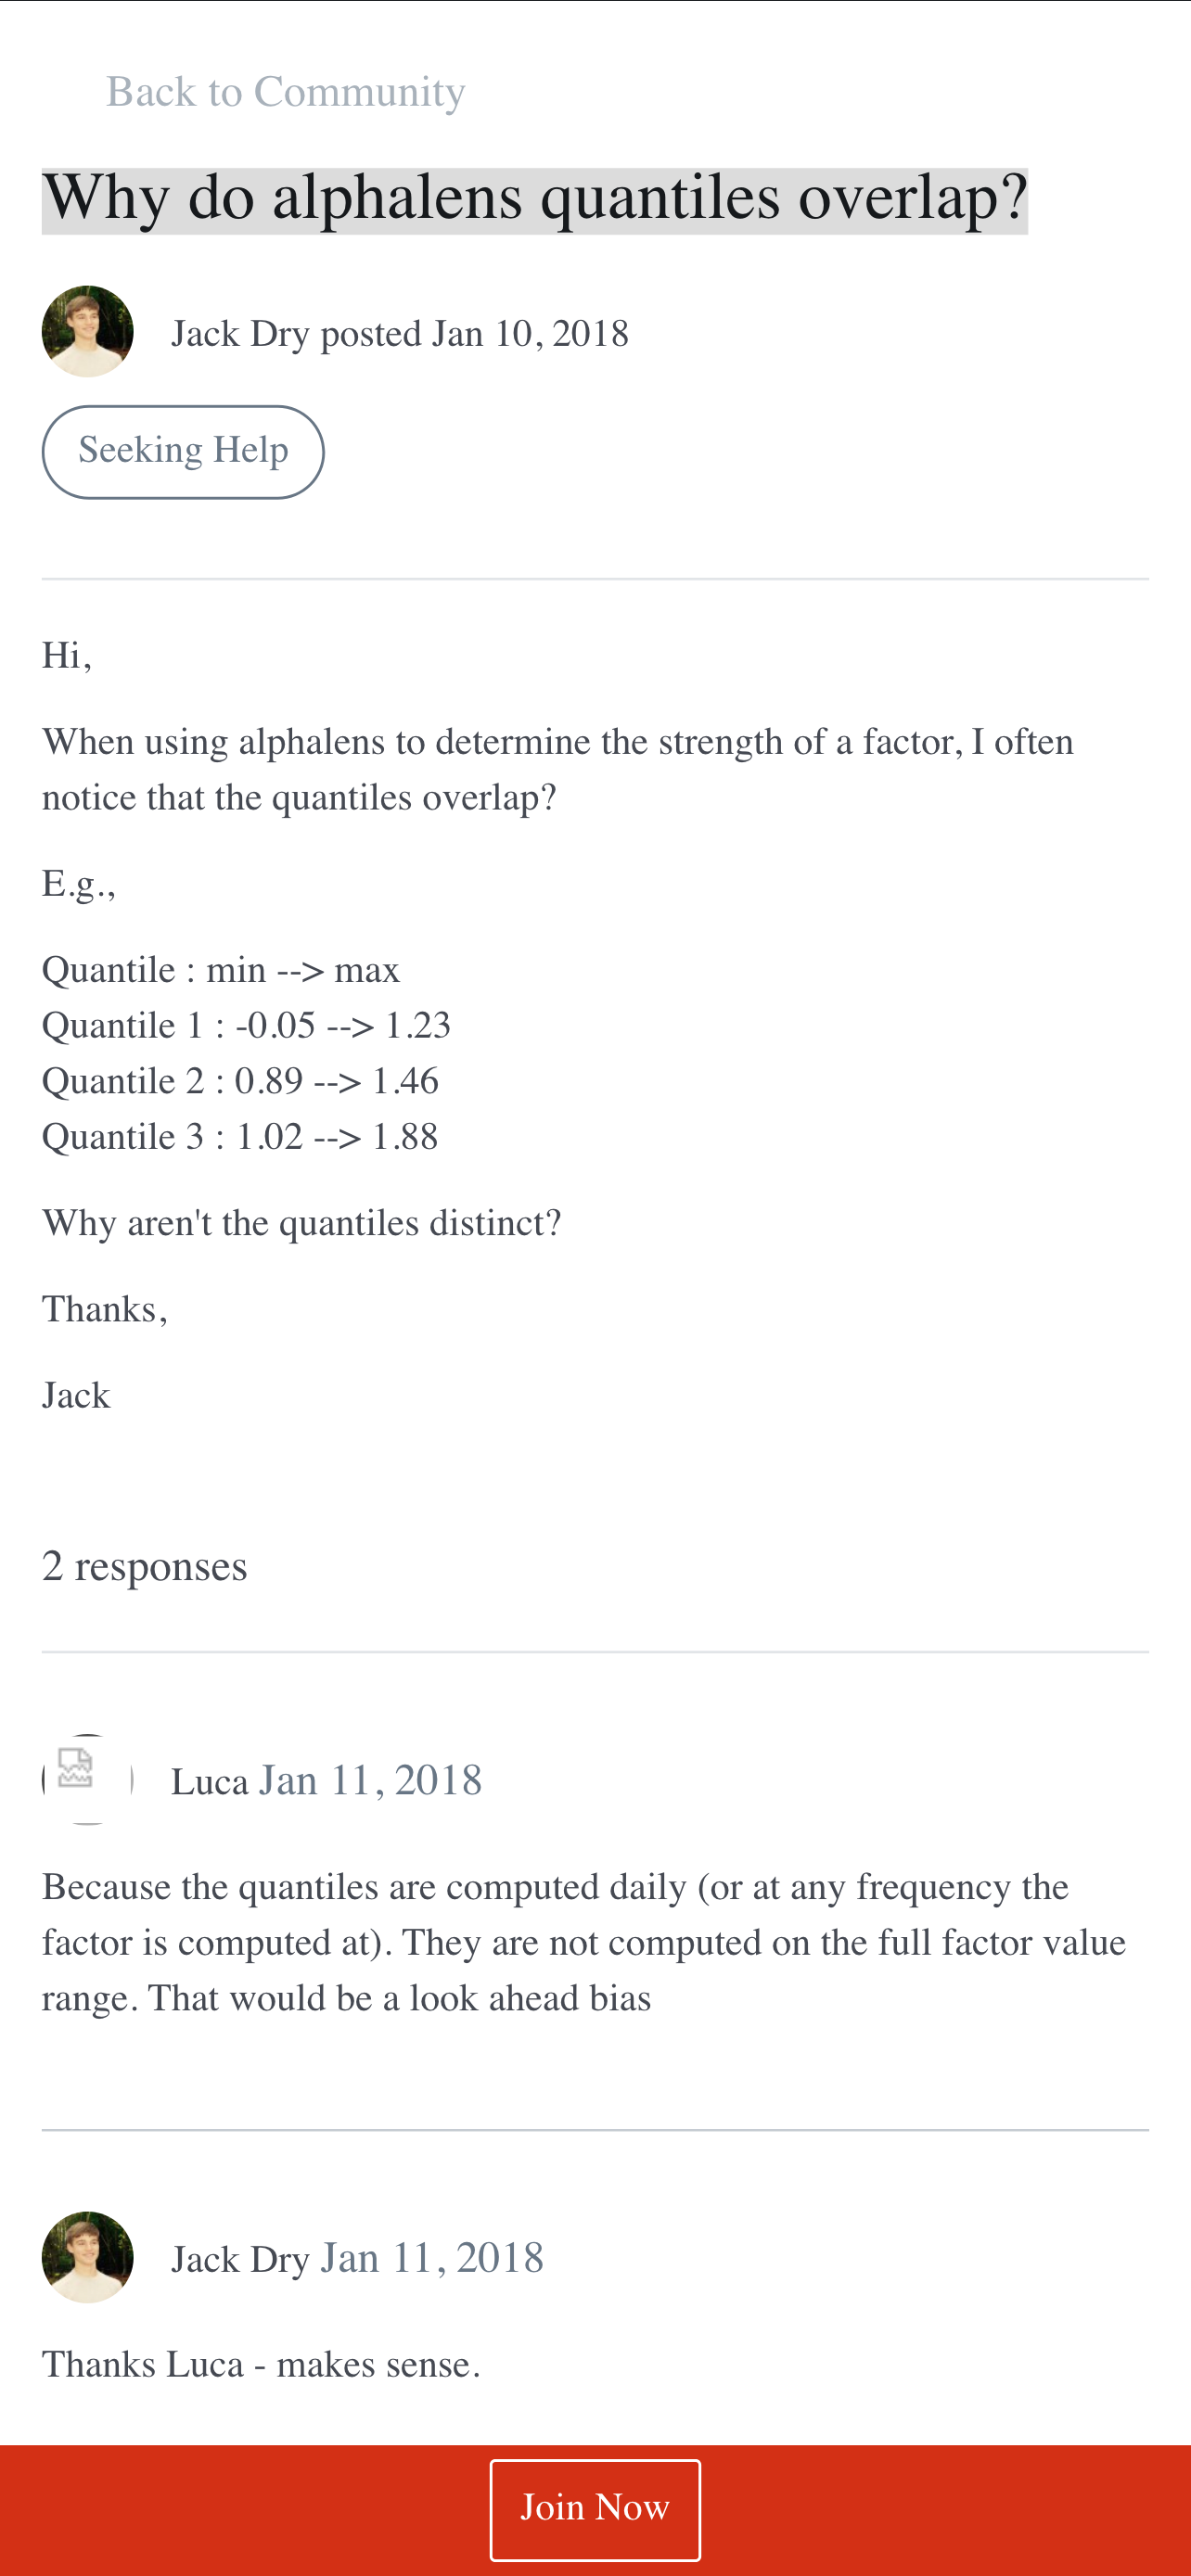 Back to Community
Why do alphalens quantiles overlap?
Jack Dry posted Jan 10, 2018
Seeking Help
Hi,
When using alphalens to determine the strength of a factor, I often
notice that the quantiles overlap?
E.g.,
Quantile : min --> max
Quantile 1 : -0.05 --> 1.23
Quantile 2 : 0.89 --> 1.46
Quantile 3 : 1.02 --> 1.88
Why aren't the quantiles distinct?
Thanks,
Jack
2 responses
Luca Jan 11, 2018
Because the quantiles are computed daily (or at any frequency the
factor is computed at). They are not computed on the full factor value
range. That would be a look ahead bias
Jack Dry Jan 11, 2018
Thanks Luca - makes sense.
Join Now